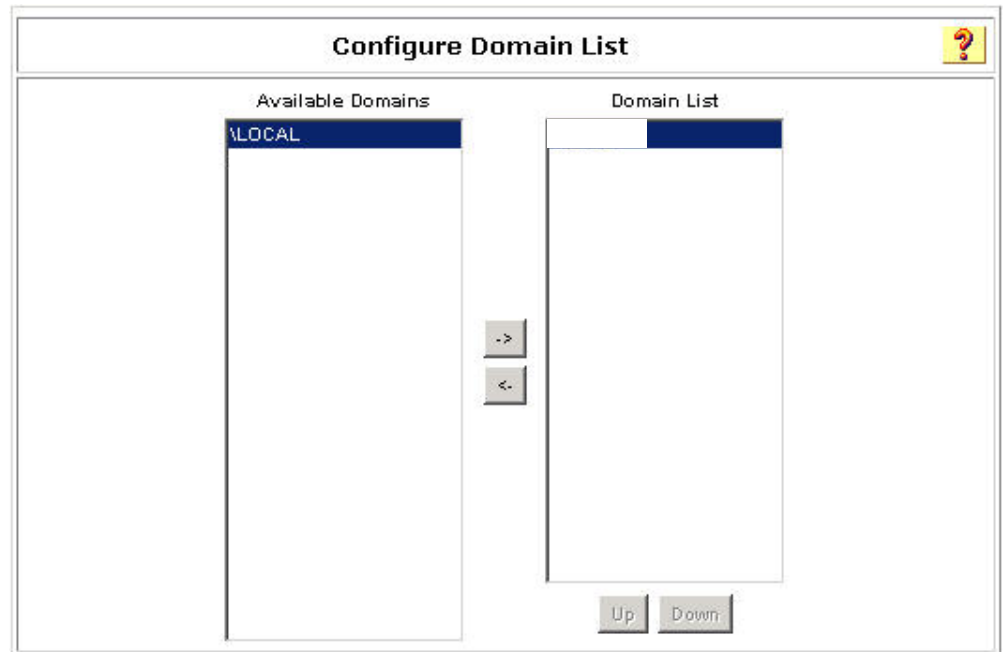 Configure Domain List
?
Available Domains
Domain List
\LOCAL
->
<-
Up
Down